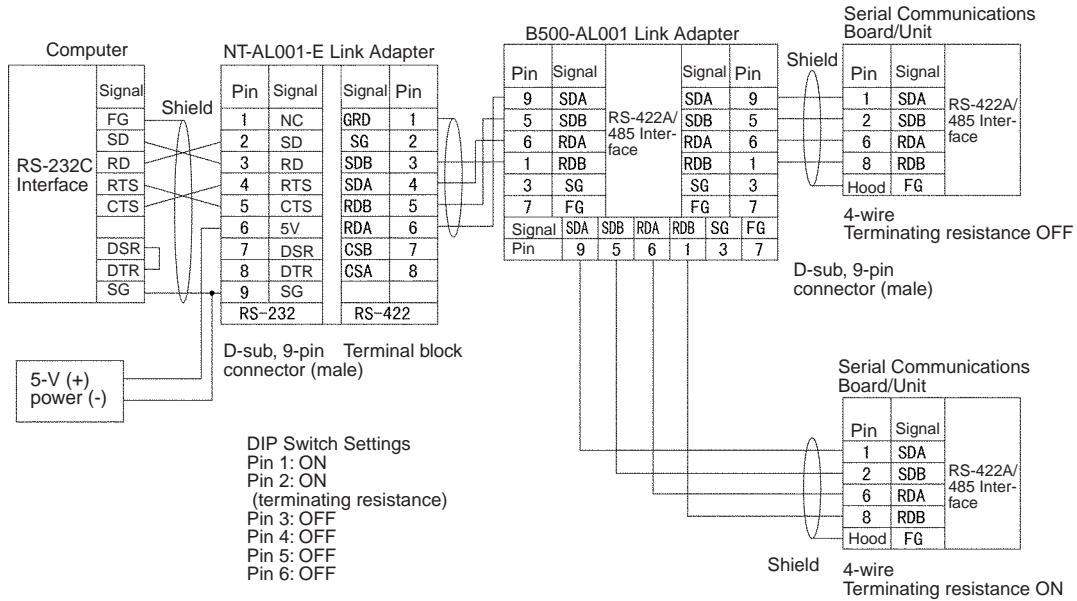 Computer
Signal
FG
SD
RD
RTS
CTS
DSR
DTR
SG
RS-232C
Interface
Shield
NT-AL001-E Link Adapter
Pin Signal Signal Pin
1 NC GRD 1
2 SD SG 2
3 RD SDB 3
4 RTS SDA 4
5 CTS RDB 5
6 5V RDA 6
7 DSR CSB 7
8 DTR CSA 8
9 SG
RS-232 RS-422
D-sub, 9-pin Terminal block
connector (male)
5-V (+)
power (-)
DIP Switch Settings
Pin 1: ON
Pin 2: ON
(terminating resistance)
Pin 3: OFF
Pin 4: OFF
Pin 5: OFF
Pin 6: OFF
B500-AL001 Link Adapter
Pin Signal Signal Pin
9 SDA SDA 9
5 SDB SDB 5
6 RDA RDA 6
1 RDB RDB 1
3 SG SG 3
7 FG FG 7
RS-422A/
485 Inter-
face
Signal SDA SDB RDA RDB SG FG
Pin 9 5 6 1 3 7
Shield
Serial Communications
Board/Unit
Pin Signal
1 SDA
2 SDB
6 RDA
8 RDB
Hood FG
RS-422A/
485 Inter-
face
4-wire
Terminating resistance OFF
D-sub, 9-pin
connector (male)
Serial Communications
Board/Unit
Pin Signal
1 SDA
2 SDB
6 RDA
8 RDB
Hood FG
RS-422A/
485 Inter-
face
Shield
4-wire
Terminating resistance ON